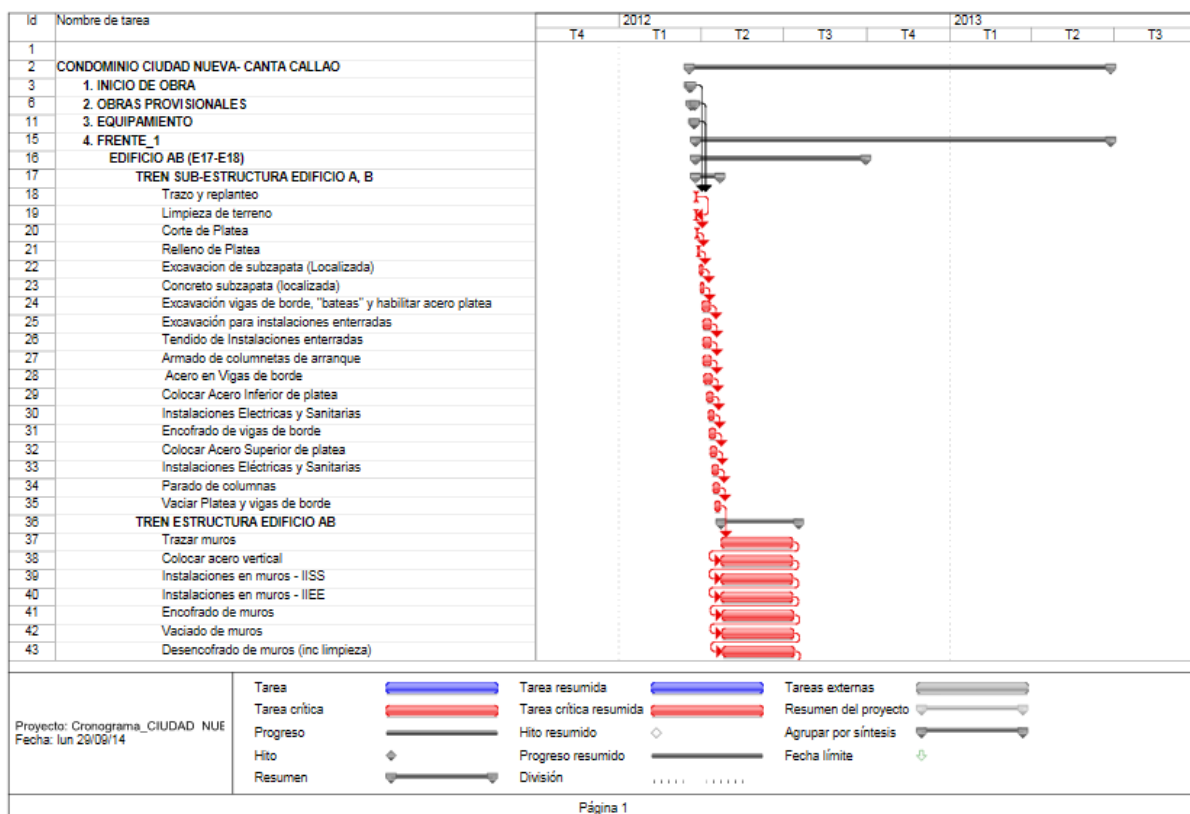 Id Nombre de tarea 2012 2013
T4 T1 T2 T3 T4 T1 T2 T3
1
2 CONDOMINIO CIUDAD NUEVA- CANTA CALLAO
3 1. INICIO DE OBRA
6 2. OBRAS PROVISIONALES
11 3. EQUIPAMIENTO
15 4. FRENTE_1
16 EDIFICIO AB (E17-E18)
17 TREN SUB-ESTRUCTURA EDIFICIO A, B
18 Trazo y replanteo
19 Limpieza de terreno
20 Corte de Platea
21 Relleno de Platea
22 Excavacion de subzapata (Localizada)
23 Concreto subzapata (localizada)
24 Excavación vigas de borde, "bateas" y habilitar acero platea
25 Excavación para instalaciones enterradas
26 Tendido de Instalaciones enterradas
27 Armado de columnetas de arranque
28 Acero en Vigas de borde
29 Colocar Acero Inferior de platea
30 Instalaciones Electricas y Sanitarias
31 Encofrado de vigas de borde
32 Colocar Acero Superior de platea
33 Instalaciones Eléctricas y Sanitarias
34 Parado de columnas
35 Vaciar Platea y vigas de borde
36 TREN ESTRUCTURA EDIFICIO AB
37 Trazar muros
38 Colocar acero vertical
39 Instalaciones en muros - IISS
40 Instalaciones en muros - IIEE
41 Encofrado de muros
42 Vaciado de muros
43 Desencofrado de muros (inc limpieza)
Proyecto: Cronograma_CIUDAD NUE
Fecha: lun 29/09/14
Tarea Tarea resumida Tareas externas
Tarea crítica Tarea crítica resumida Resumen del proyecto
Progreso Hito resumido Agrupar por síntesis
Hito Progreso resumido Fecha límite
Resumen División
Página 1